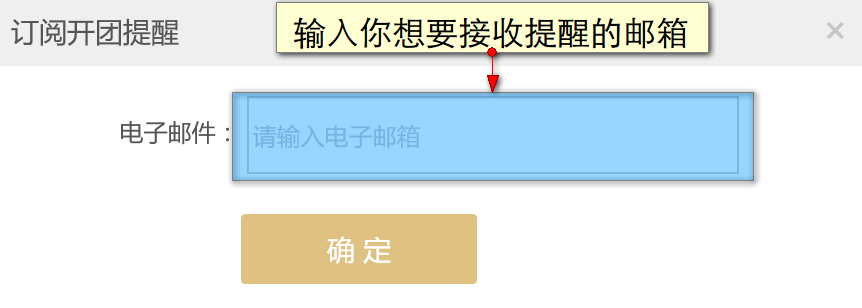 订阅开团提醒
输入你想要接收提醒的邮箱
×
电子邮件：
请输入电子邮箱
确 定